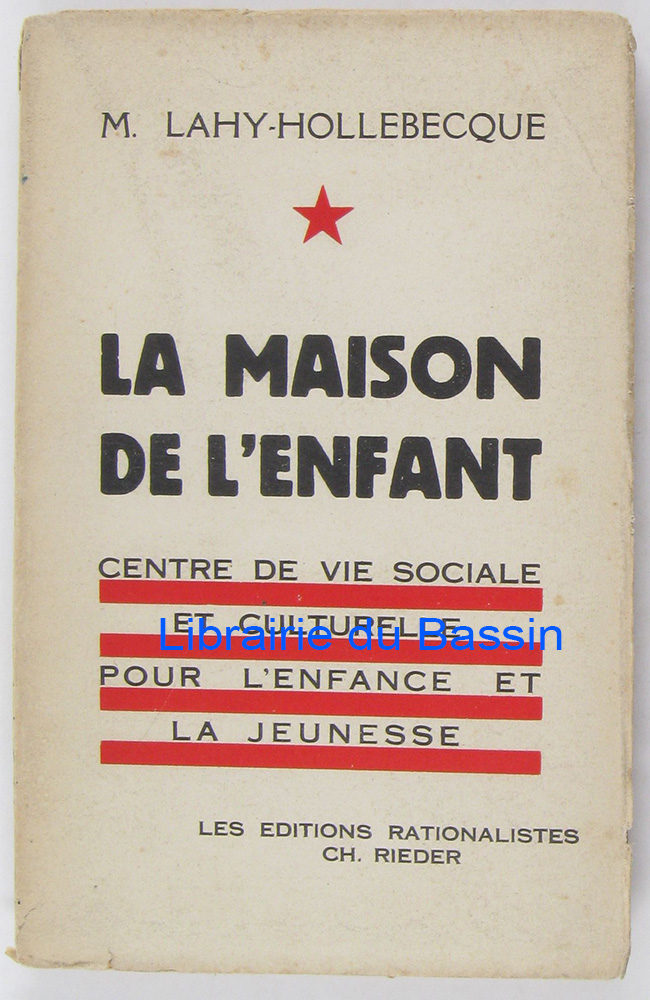 M. LAHY-HOLLEBECQUE
LA MAISON
DE L'ENFANT
CENTRE DE VIE SOCIALE
ET CULTURELLE
Librairie du Bassin
POUR L'ENFANCE ET
LA JEUNESSE
LES EDITIONS RATIONALISTES
CH. RIEDER